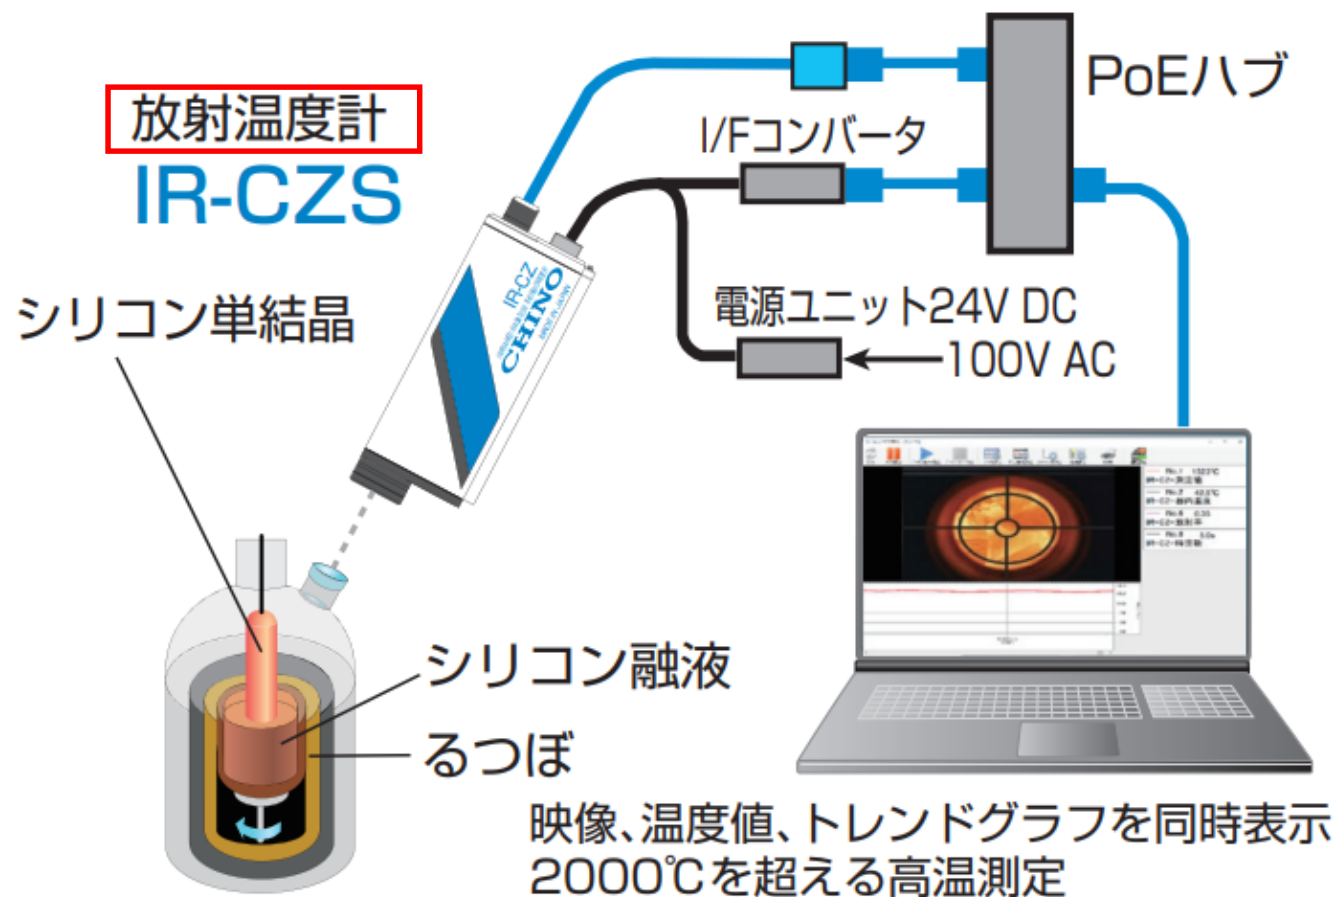 放射温度計
IR-CZS
PoEハブ
I/Fコンバータ
電源ユニット24V DC
100V AC
IR-CZ
CHINO
シリコン単結晶
シリコン融液
るつぼ
映像、温度値、トレンドグラフを同時表示
2000℃を超える高温測定